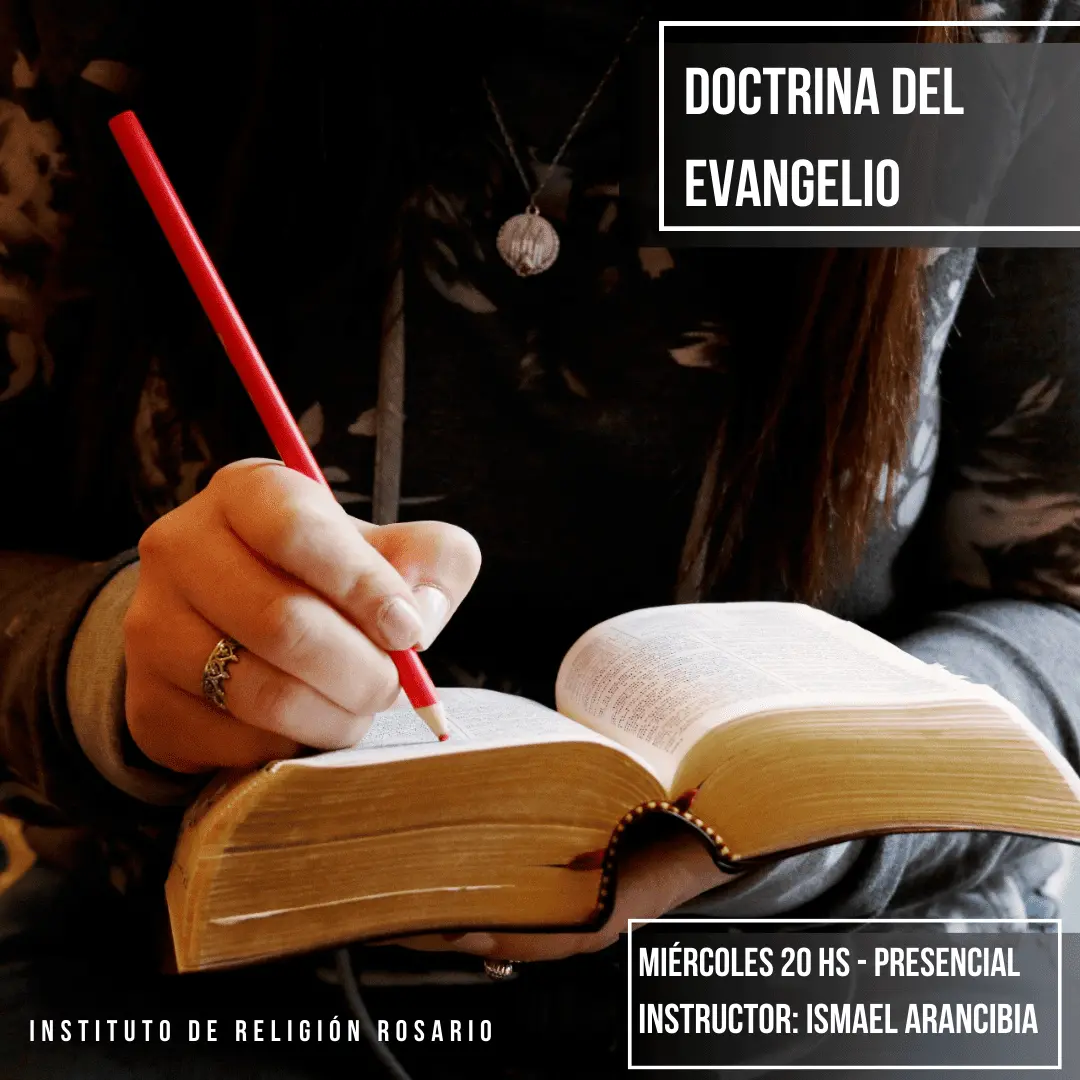 DOCTRINA DEL
EVANGELIO
MIÉRCOLES 20 HS - PRESENCIAL
INSTRUCTOR: ISMAEL ARANCIBIA
INSTITUTO DE RELIGIÓN ROSARIO